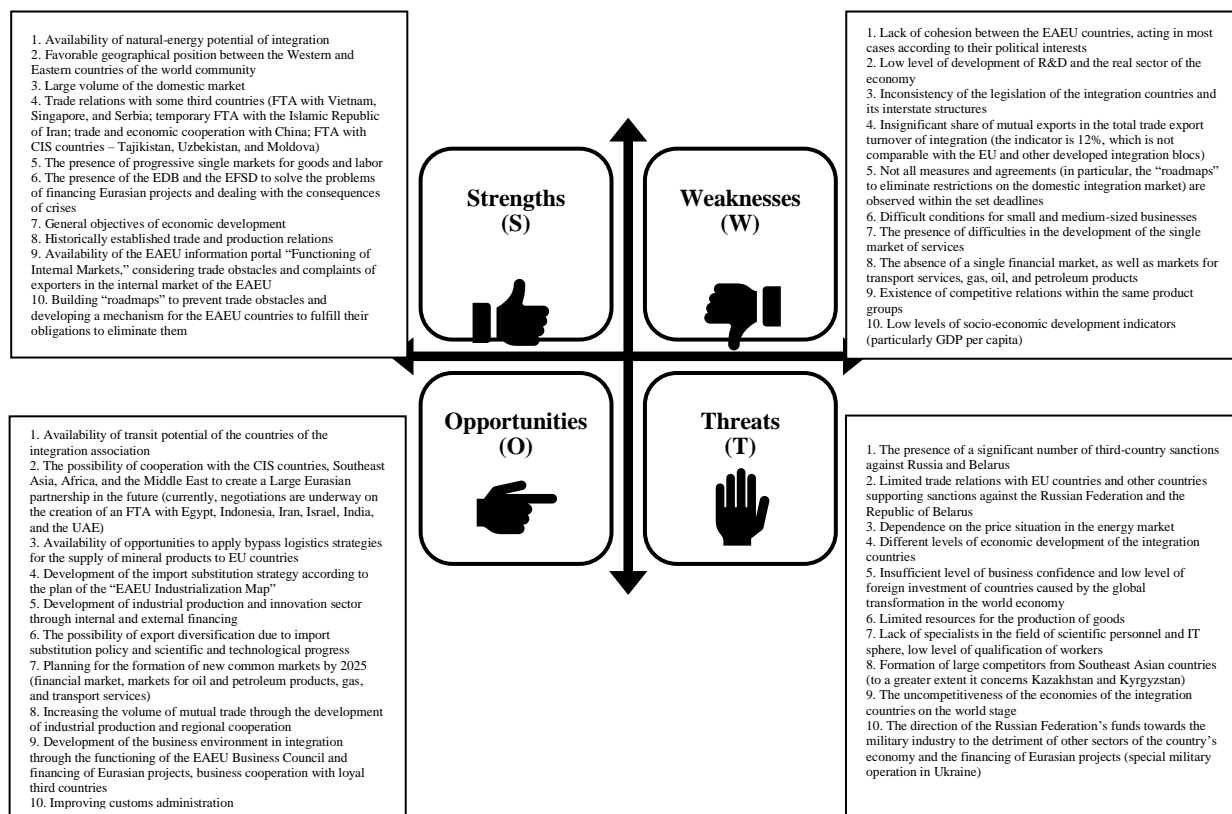 1. Availability of natural-energy potential of integration
2. Favorable geographical position between the Western and
Eastern countries of the world community
3. Large volume of the domestic market
4. Trade relations with some third countries (FTA with Vietnam,
Singapore, and Serbia; temporary FTA with the Islamic Republic
of Iran; trade and economic cooperation with China; FTA with
CIS countries – Tajikistan, Uzbekistan, and Moldova)
5. The presence of progressive single markets for goods and labor
6. The presence of the EDB and the EFSD to solve the problems
of financing Eurasian projects and dealing with the consequences
of crises
7. General objectives of economic development
8. Historically established trade and production relations
9. Availability of the EAEU information portal “Functioning of
Internal Markets,” considering trade obstacles and complaints of
exporters in the internal market of the EAEU
10. Building “roadmaps” to prevent trade obstacles and
developing a mechanism for the EAEU countries to fulfill their
obligations to eliminate them
Strengths
(S)
Weaknesses
(W)
1. Lack of cohesion between the EAEU countries, acting in most
cases according to their political interests
2. Low level of development of R&D and the real sector of the
economy
3. Inconsistency of the legislation of the integration countries and
its interstate structures
4. Insignificant share of mutual exports in the total trade export
turnover of integration (the indicator is 12%, which is not
comparable with the EU and other developed integration blocs)
5. Not all measures and agreements (in particular, the “roadmaps”
to eliminate restrictions on the domestic integration market) are
observed within the set deadlines
6. Difficult conditions for small and medium-sized businesses
7. The presence of difficulties in the development of the single
market of services
8. The absence of a single financial market, as well as markets for
transport services, gas, oil, and petroleum products
9. Existence of competitive relations within the same product
groups
10. Low levels of socio-economic development indicators
(particularly GDP per capita)
1. Availability of transit potential of the countries of the
integration association
2. The possibility of cooperation with the CIS countries, Southeast
Asia, Africa, and the Middle East to create a Large Eurasian
partnership in the future (currently, negotiations are underway on
the creation of an FTA with Egypt, Indonesia, Iran, Israel, India,
and the UAE)
3. Availability of opportunities to apply bypass logistics strategies
for the supply of mineral products to EU countries
4. Development of the import substitution strategy according to
the plan of the “EAEU Industrialization Map”
5. Development of industrial production and innovation sector
through internal and external financing
6. The possibility of export diversification due to import
substitution policy and scientific and technological progress
7. Planning for the formation of new common markets by 2025
(financial market, markets for oil and petroleum products, gas,
and transport services)
8. Increasing the volume of mutual trade through the development
of industrial production and regional cooperation
9. Development of the business environment in integration
through the functioning of the EAEU Business Council and
financing of Eurasian projects, business cooperation with loyal
third countries
10. Improving customs administration
Opportunities
(O)
Threats
(T)
1. The presence of a significant number of third-country sanctions
against Russia and Belarus
2. Limited trade relations with EU countries and other countries
supporting sanctions against the Russian Federation and the
Republic of Belarus
3. Dependence on the price situation in the energy market
4. Different levels of economic development of the integration
countries
5. Insufficient level of business confidence and low level of
foreign investment of countries caused by the global
transformation in the world economy
6. Limited resources for the production of goods
7. Lack of specialists in the field of scientific personnel and IT
sphere, low level of qualification of workers
8. Formation of large competitors from Southeast Asian countries
(to a greater extent it concerns Kazakhstan and Kyrgyzstan)
9. The uncompetitiveness of the economies of the integration
countries on the world stage
10. The direction of the Russian Federation’s funds towards the
military industry to the detriment of other sectors of the country’s
economy and the financing of Eurasian projects (special military
operation in Ukraine)